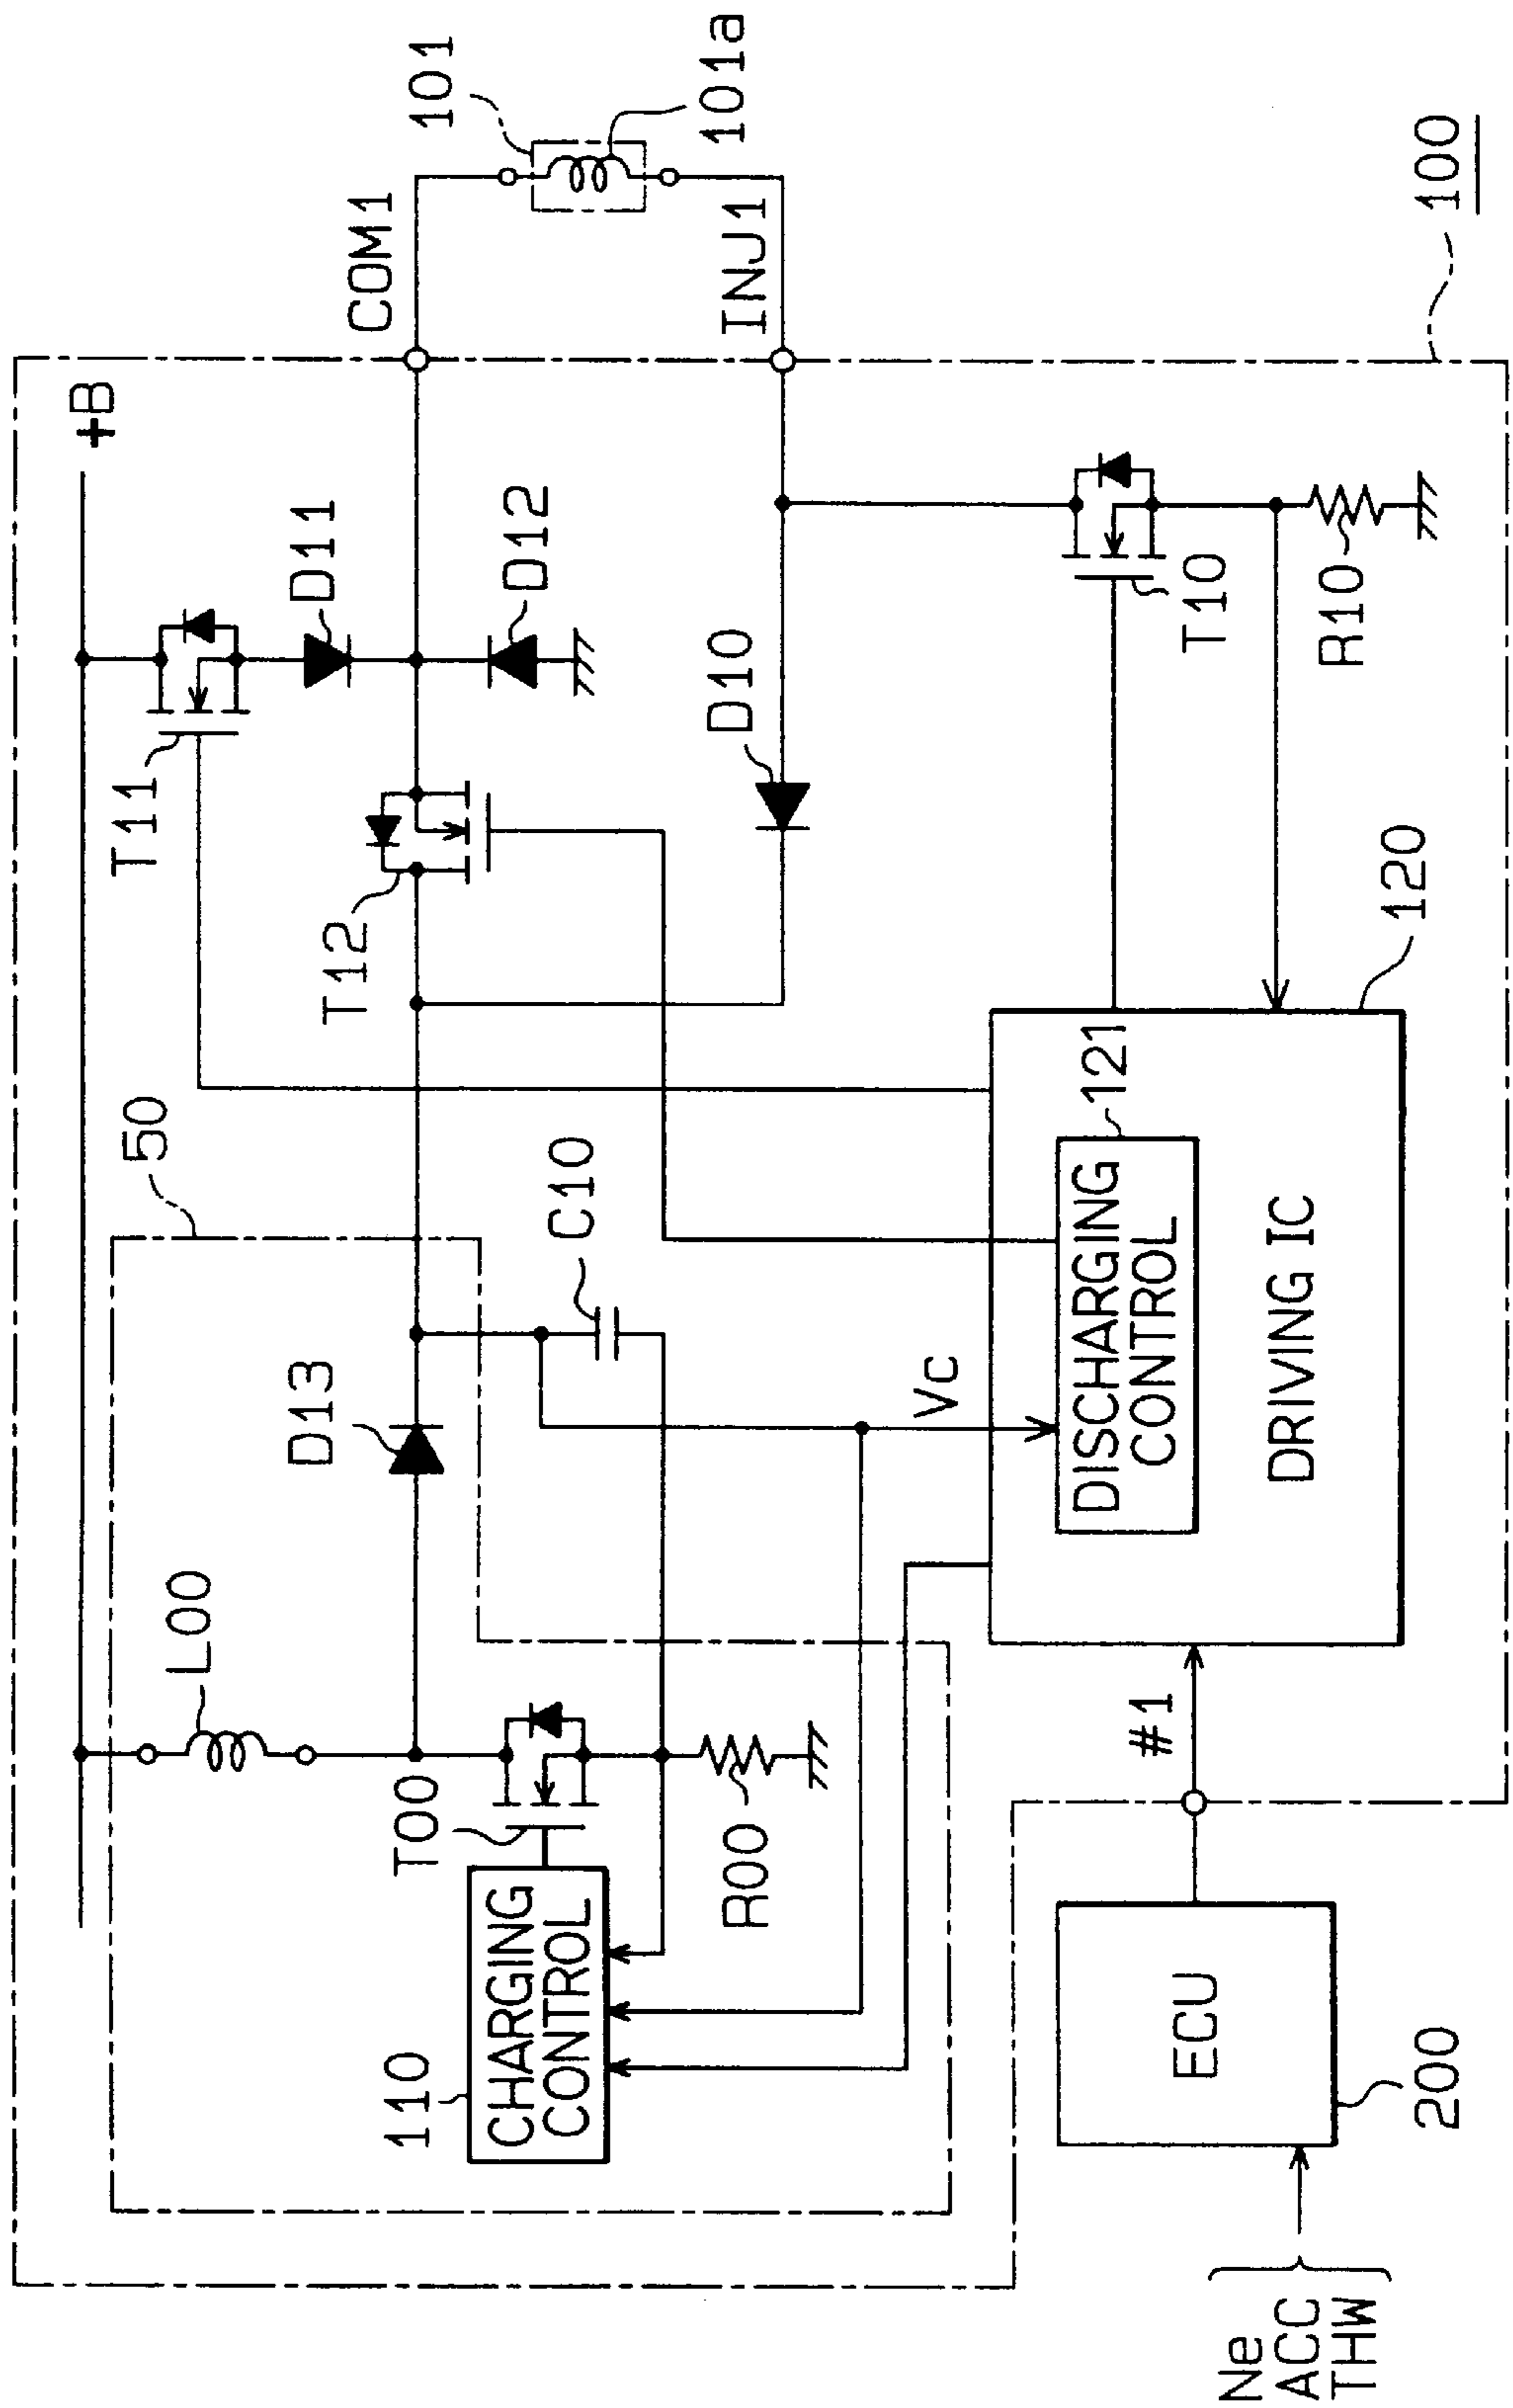 +B
50
L00
D13
T11
D11
COM1
101
101a
T12
D12
C10
D10
INJ1
110
CHARGING
CONTROL
T00
R00
Vc
121
DISCHARGING
CONTROL
DRIVING IC
120
T10
R10
#1
ECU
200
Ne
ACC
THW
100